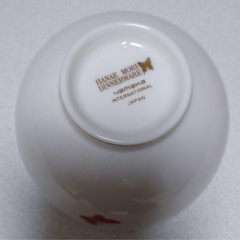 HANAE MORI
DINNERWARE
yamaka
INTERNATIONAL
JAPAN